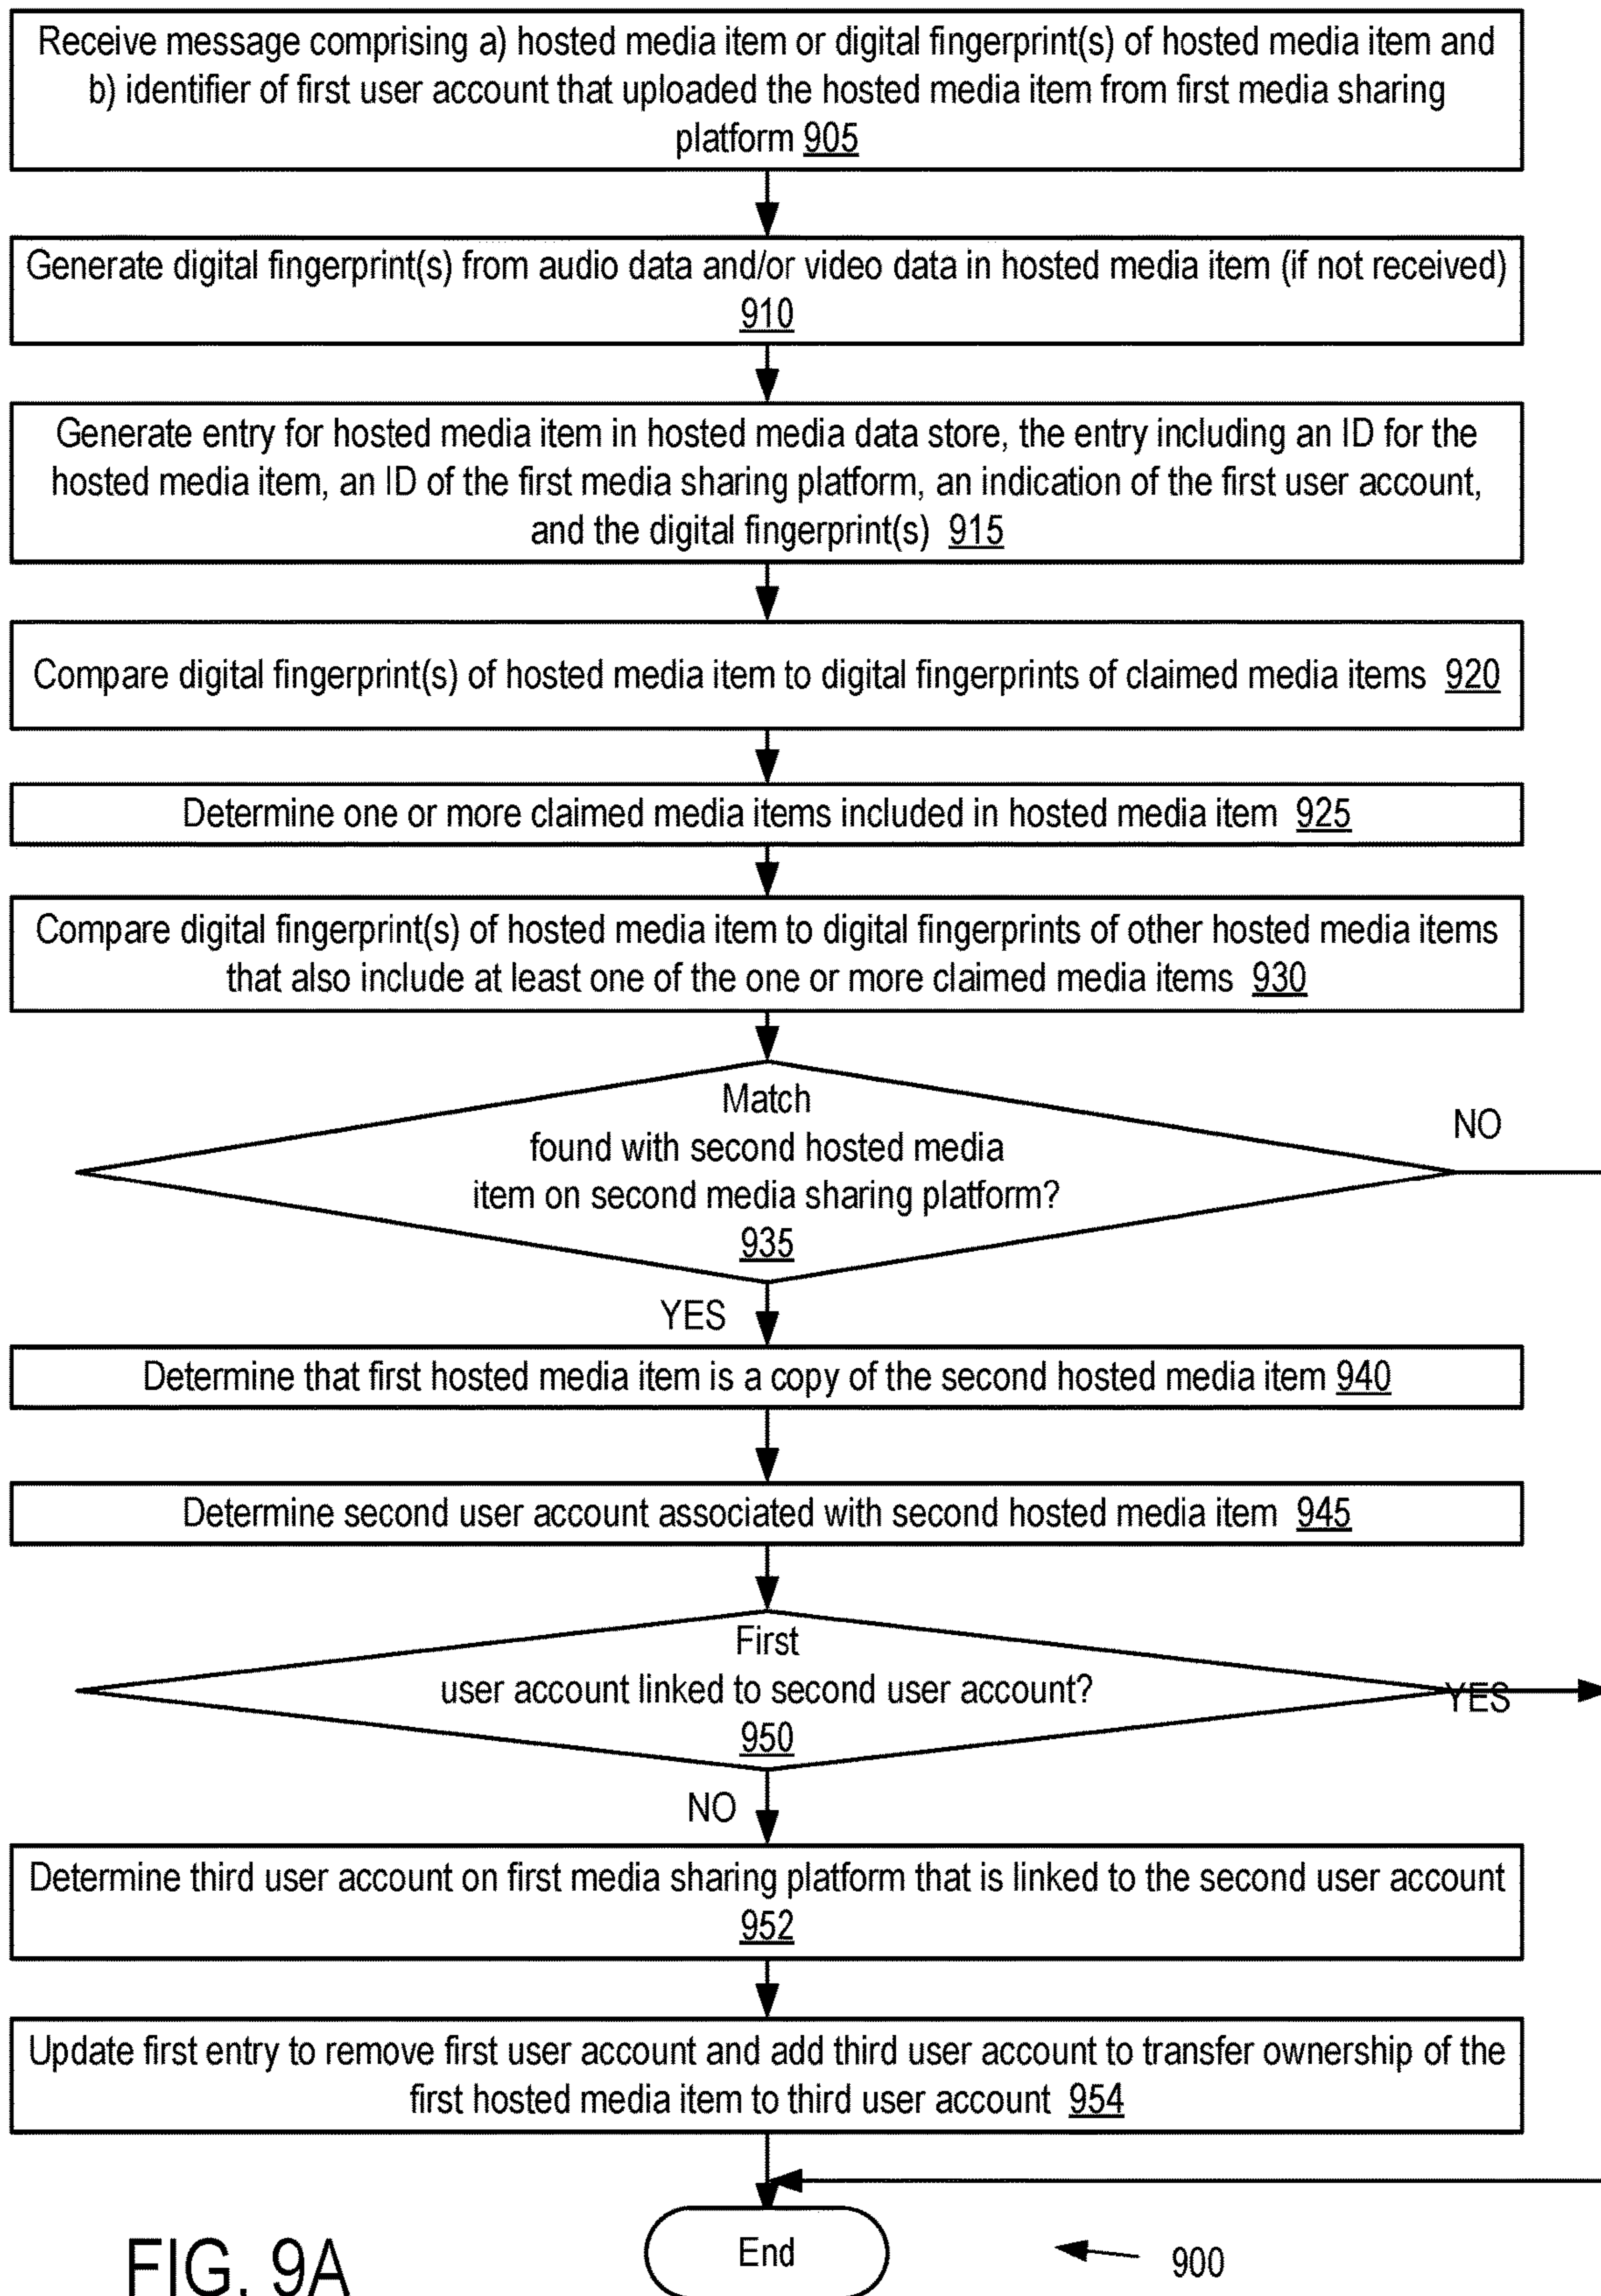 Receive message comprising a) hosted media item or digital fingerprint(s) of hosted media item and
b) identifier of first user account that uploaded the hosted media item from first media sharing
platform 905
Generate digital fingerprint(s) from audio data and/or video data in hosted media item (if not received)
910
Generate entry for hosted media item in hosted media data store, the entry including an ID for the
hosted media item, an ID of the first media sharing platform, an indication of the first user account,
and the digital fingerprint(s) 915
Compare digital fingerprint(s) of hosted media item to digital fingerprints of claimed media items 920
Determine one or more claimed media items included in hosted media item 925
Compare digital fingerprint(s) of hosted media item to digital fingerprints of other hosted media items
that also include at least one of the one or more claimed media items 930
Match
found with second hosted media
item on second media sharing platform?
935
NO
YES
Determine that first hosted media item is a copy of the second hosted media item 940
Determine second user account associated with second hosted media item 945
First
user account linked to second user account?
950
YES
NO
Determine third user account on first media sharing platform that is linked to the second user account
952
Update first entry to remove first user account and add third user account to transfer ownership of the
first hosted media item to third user account 954
End
900
FIG. 9A